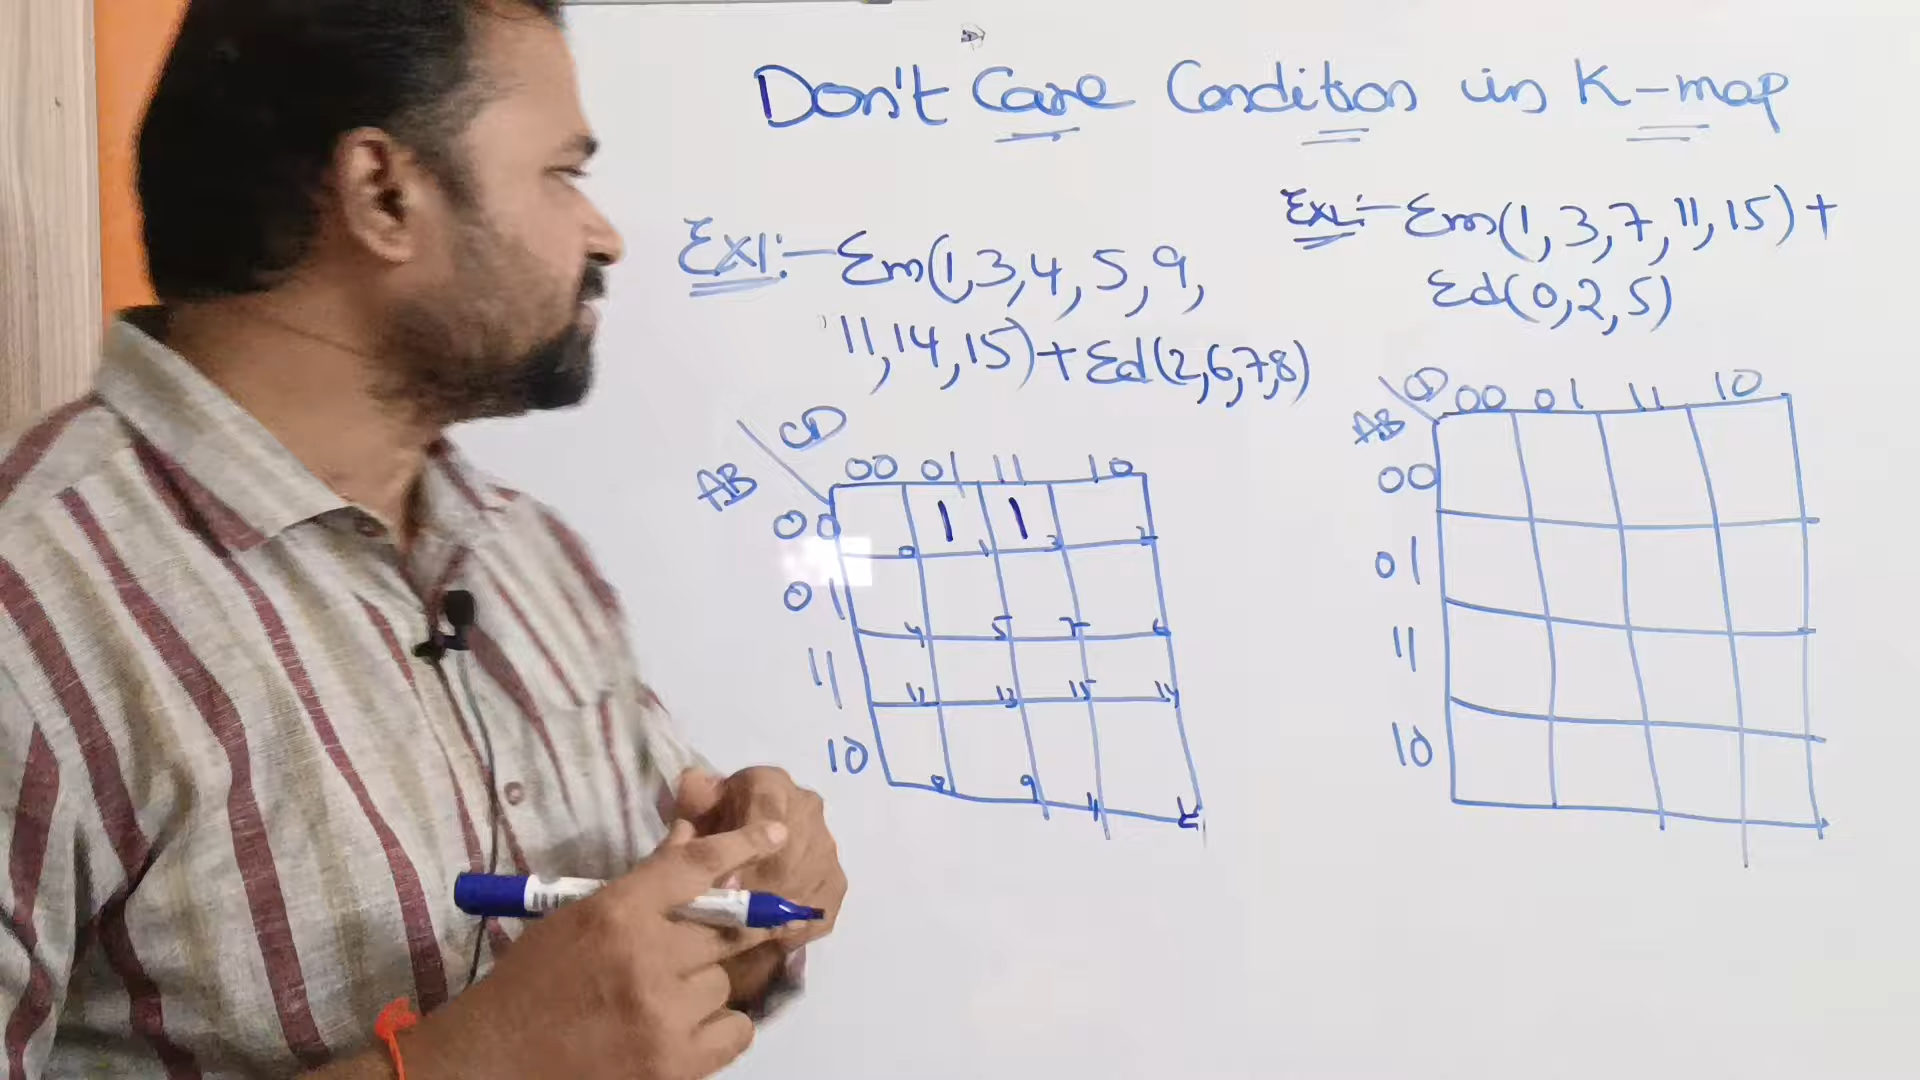 Don't Care Condition in K-map
Ex1:- Σm(1,3,4,5,9,
11,14,15)+Σd(2,6,7,8)
Ex2:- Σm(1,3,7,11,15)+
Σd(0,2,5)
CD
AB
00 01 11 10
00 1 1
0 1 3 2
01
4 5 7 6
11
12 13 15 14
10
8 9 11 10
CD
AB
00 01 11 10
00
01
11
10